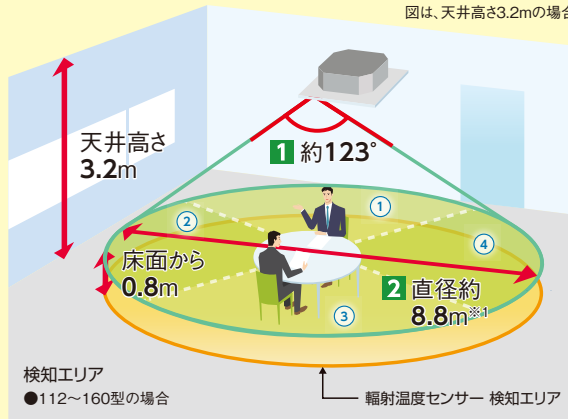 図は、天井高さ3.2mの場合
天井高さ
3.2m
1 約123°
①
②
④
床面から
0.8m
2 直径約
8.8m※1
③
検知エリア
●112～160型の場合
輻射温度センサー 検知エリア